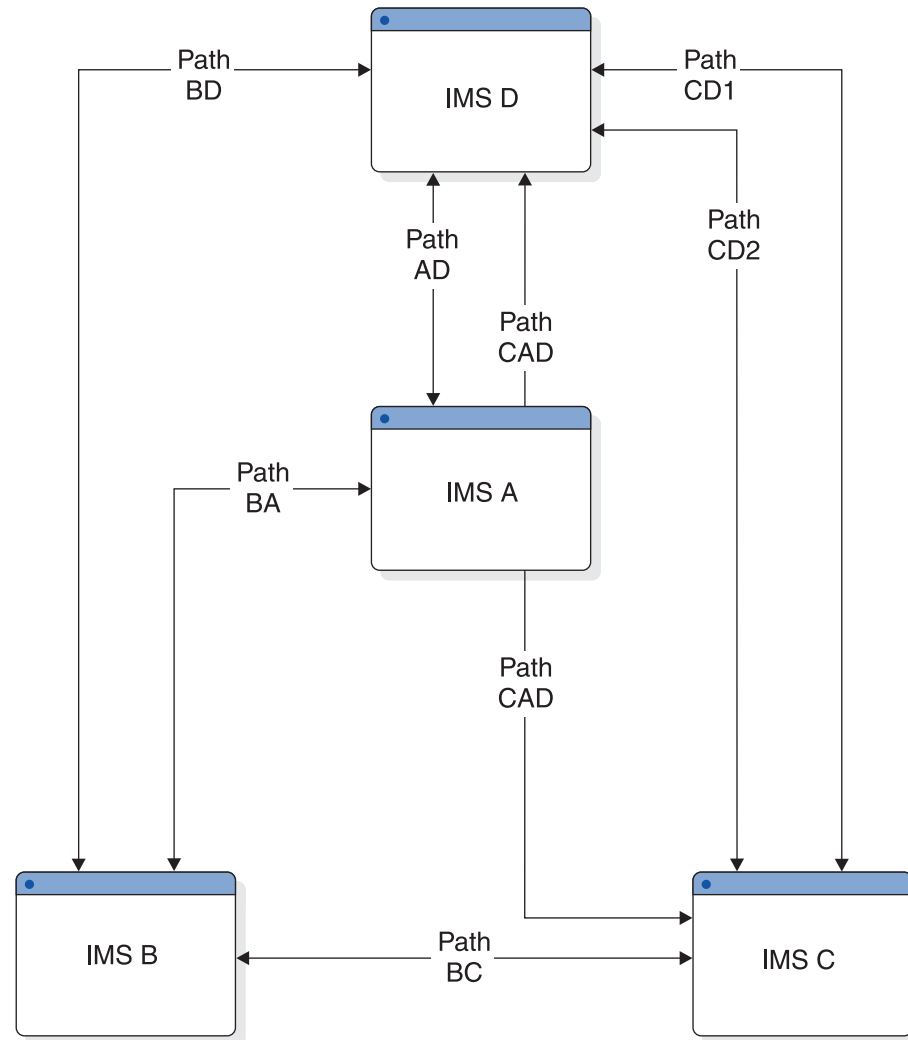 Path
BD
IMS D
Path
CD1
Path
AD
Path
CD2
Path
CAD
IMS A
Path
BA
Path
CAD
IMS B
Path
BC
IMS C